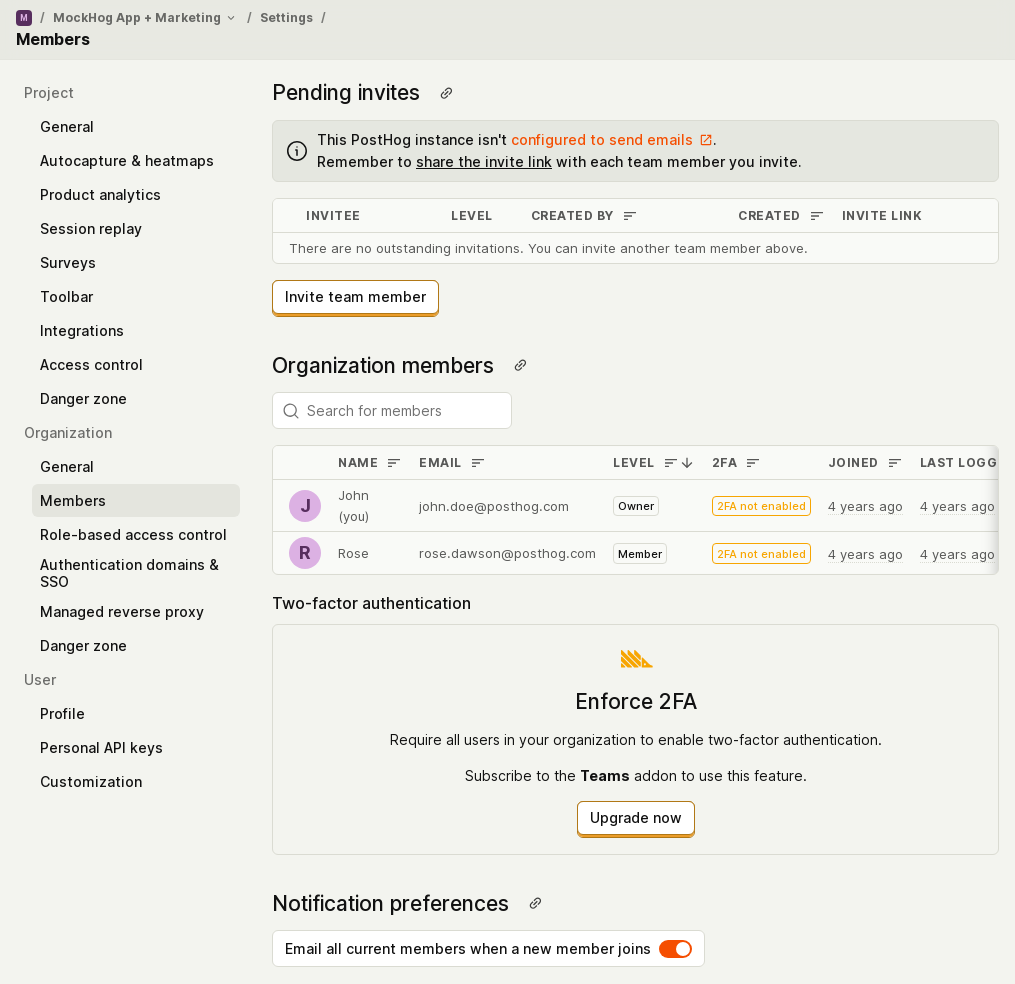 M / MockHog App + Marketing / Settings /
Members
Project
General
Autocapture & heatmaps
Product analytics
Session replay
Surveys
Toolbar
Integrations
Access control
Danger zone
Organization
General
Members
Role-based access control
Authentication domains &
SSO
Managed reverse proxy
Danger zone
User
Profile
Personal API keys
Customization
Pending invites
This PostHog instance isn't configured to send emails.
Remember to share the invite link with each team member you invite.
INVITEE LEVEL CREATED BY CREATED INVITE LINK
There are no outstanding invitations. You can invite another team member above.
Invite team member
Organization members
Search for members
NAME EMAIL LEVEL 2FA JOINED LAST LOGG
J John (you) john.doe@posthog.com Owner 2FA not enabled 4 years ago 4 years ago
R Rose rose.dawson@posthog.com Member 2FA not enabled 4 years ago 4 years ago
Two-factor authentication
Enforce 2FA
Require all users in your organization to enable two-factor authentication.
Subscribe to the Teams addon to use this feature.
Upgrade now
Notification preferences
Email all current members when a new member joins